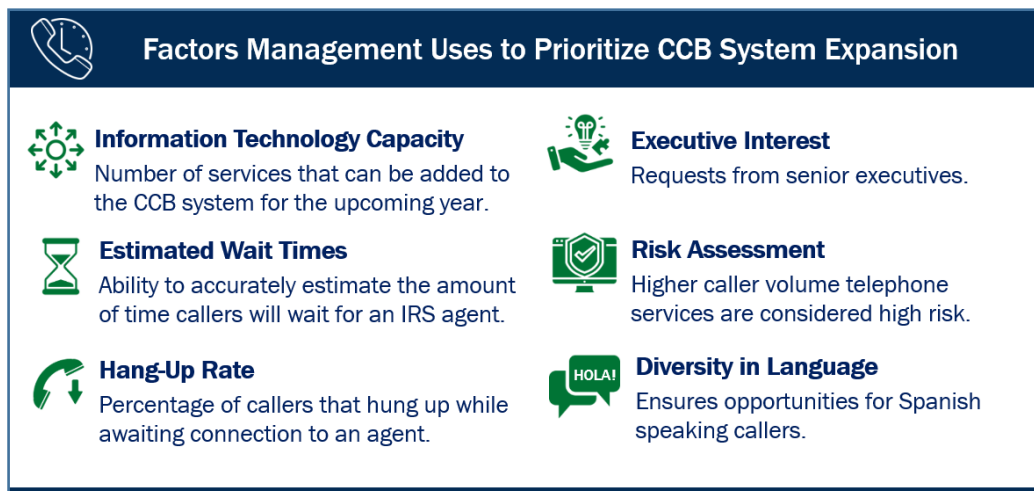 Factors Management Uses to Prioritize CCB System Expansion
Information Technology Capacity
Number of services that can be added to
the CCB system for the upcoming year.
Estimated Wait Times
Ability to accurately estimate the amount
of time callers will wait for an IRS agent.
Hang-Up Rate
Percentage of callers that hung up while
awaiting connection to an agent.
Executive Interest
Requests from senior executives.
Risk Assessment
Higher caller volume telephone
services are considered high risk.
HOLA!
Diversity in Language
Ensures opportunities for Spanish
speaking callers.